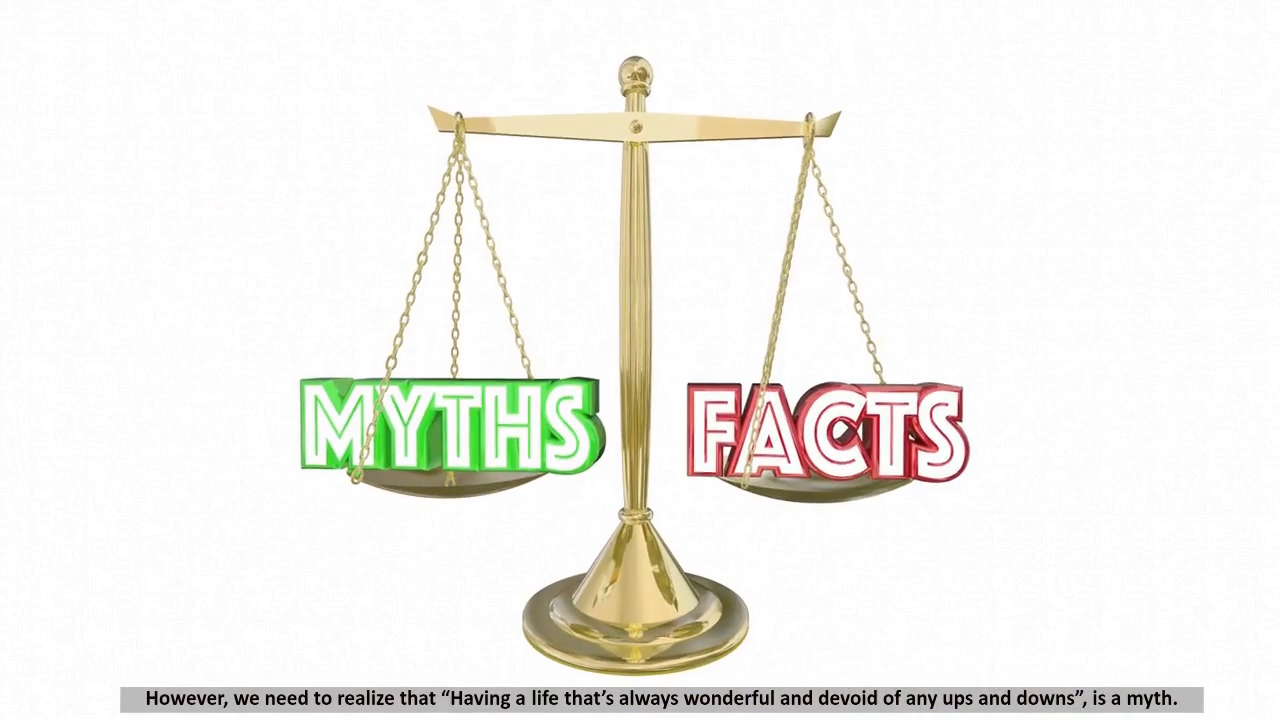 MYTHS
FACTS
However, we need to realize that “Having a life that’s always wonderful and devoid of any ups and downs”, is a myth.